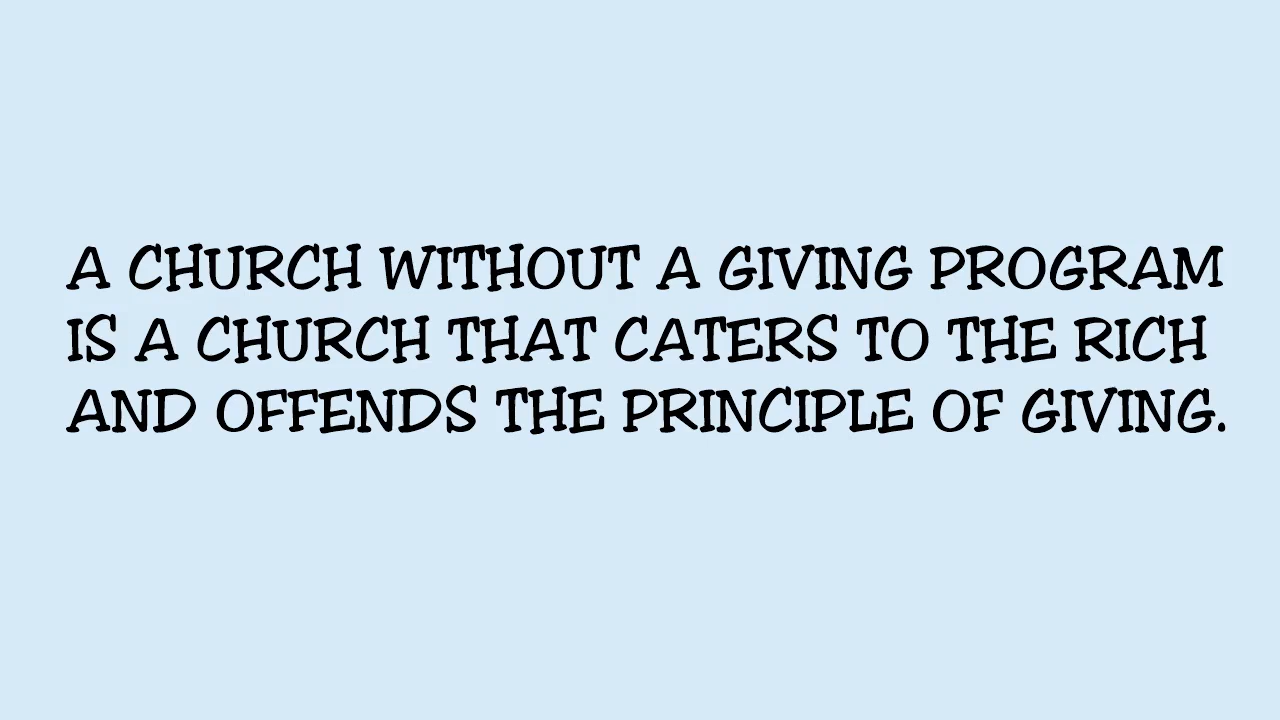 A CHURCH WITHOUT A GIVING PROGRAM
IS A CHURCH THAT CATERS TO THE RICH
AND OFFENDS THE PRINCIPLE OF GIVING.